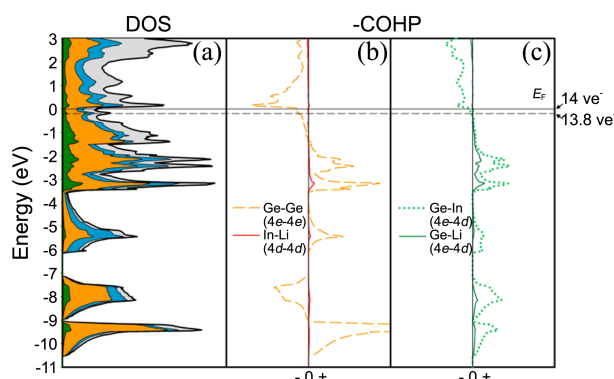 DOS
-COHP
(a)
(b)
(c)
Energy (eV)
3
2
1
0
-1
-2
-3
-4
-5
-6
-7
-8
-9
-10
-11
E_F
14 ve⁻
13.8 ve⁻
Ge-Ge
(4e-4e)
In-Li
(4d-4d)
Ge-In
(4e-4d)
Ge-Li
(4e-4d)
- 0 +
- 0 +